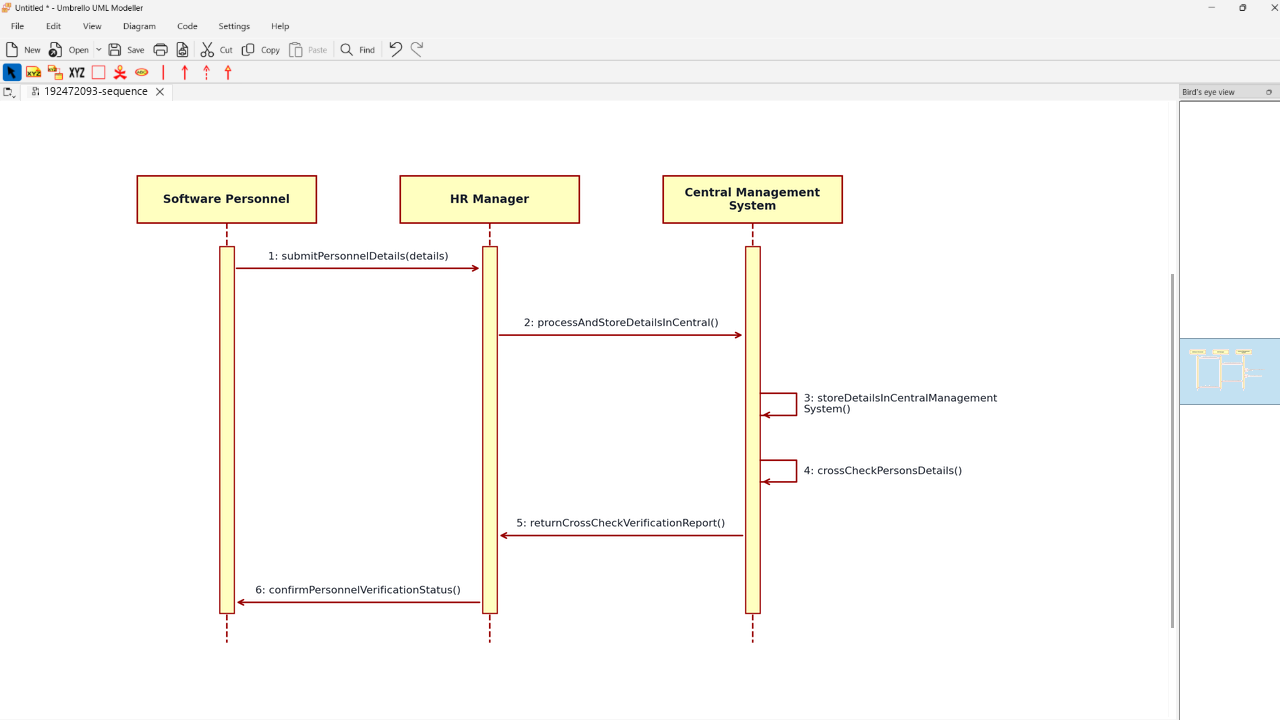 Untitled * - Umbrello UML Modeller
File Edit View Diagram Code Settings Help
New Open Save Cut Copy Paste Find
XYZ XYZ ABC
192472093-sequence
Bird's eye view
Software Personnel
HR Manager
Central Management
System
1: submitPersonnelDetails(details)
2: processAndStoreDetailsInCentral()
3: storeDetailsInCentralManagement
System()
4: crossCheckPersonsDetails()
5: returnCrossCheckVerificationReport()
6: confirmPersonnelVerificationStatus()